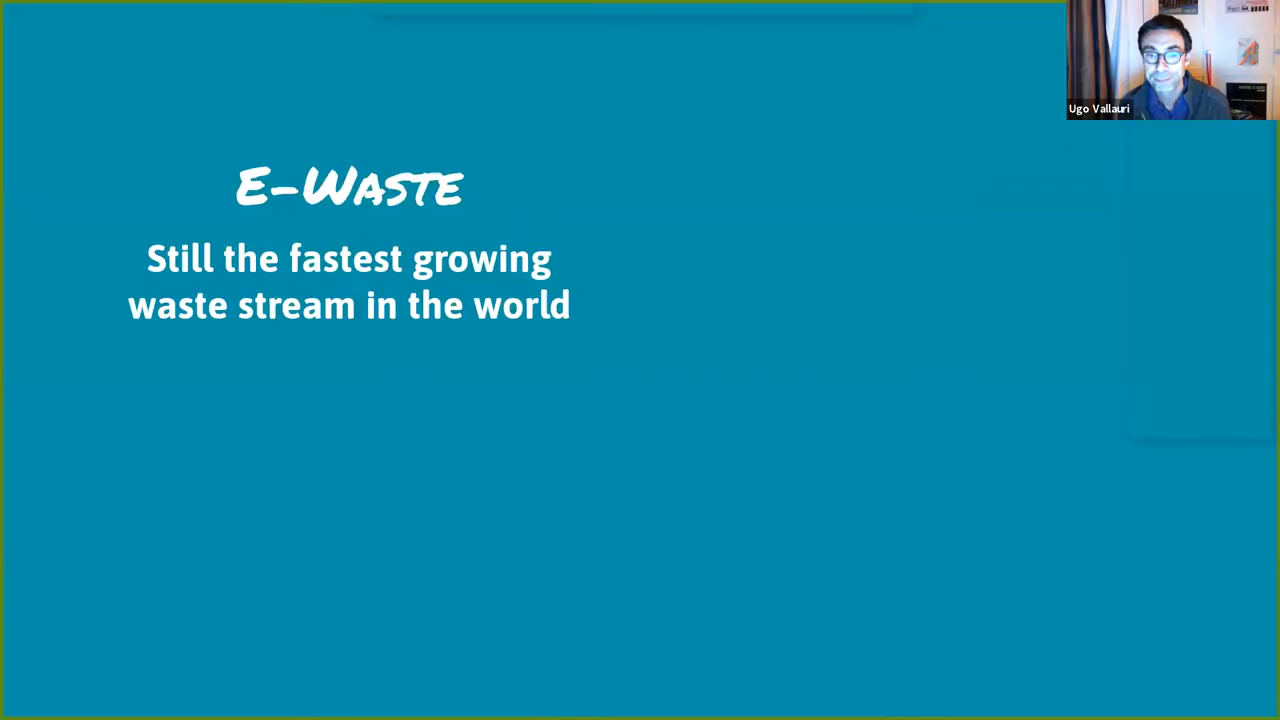 E-Waste
Still the fastest growing
waste stream in the world
Ugo Vallauri